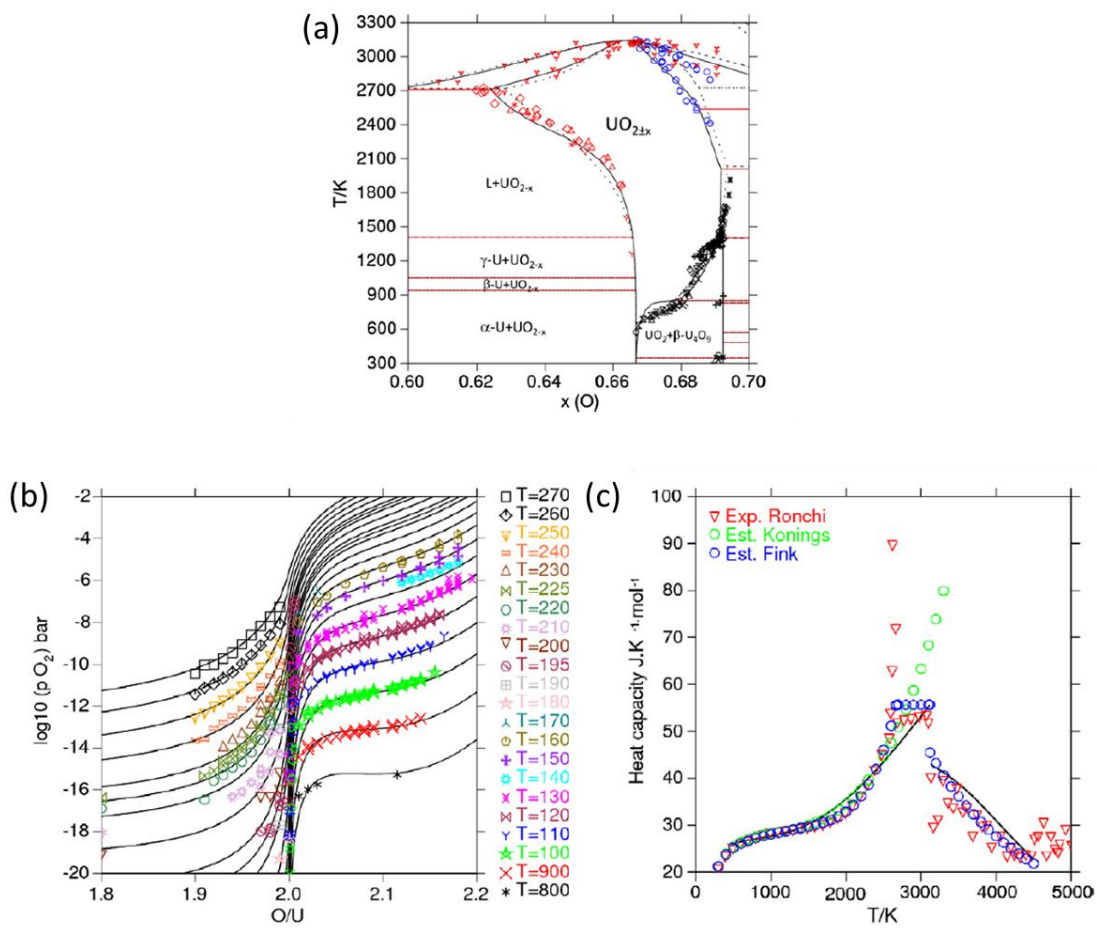 (a)
3300
3000
2700
2400
2100
1800
1500
1200
900
600
300
T/K
UO2±x
L+UO2-x
γ-U+UO2-x
β-U+UO2-x
α-U+UO2-x
UO2+β-U4O9
0.60 0.62 0.64 0.66 0.68 0.70
x (O)
(b)
-2
-4
-6
-8
-10
-12
-14
-16
-18
-20
log10 (p O2) bar
1.8 1.9 2.0 2.1 2.2
O/U
T=270
T=260
T=250
T=240
T=230
T=225
T=220
T=210
T=200
T=195
T=190
T=180
T=170
T=160
T=150
T=140
T=130
T=120
T=110
T=100
T=900
T=800
(c)
100
90
80
70
60
50
40
30
20
Heat capacity J.K⁻¹.mol⁻¹
Exp. Ronchi
Est. Konings
Est. Fink
0 1000 2000 3000 4000 5000
T/K